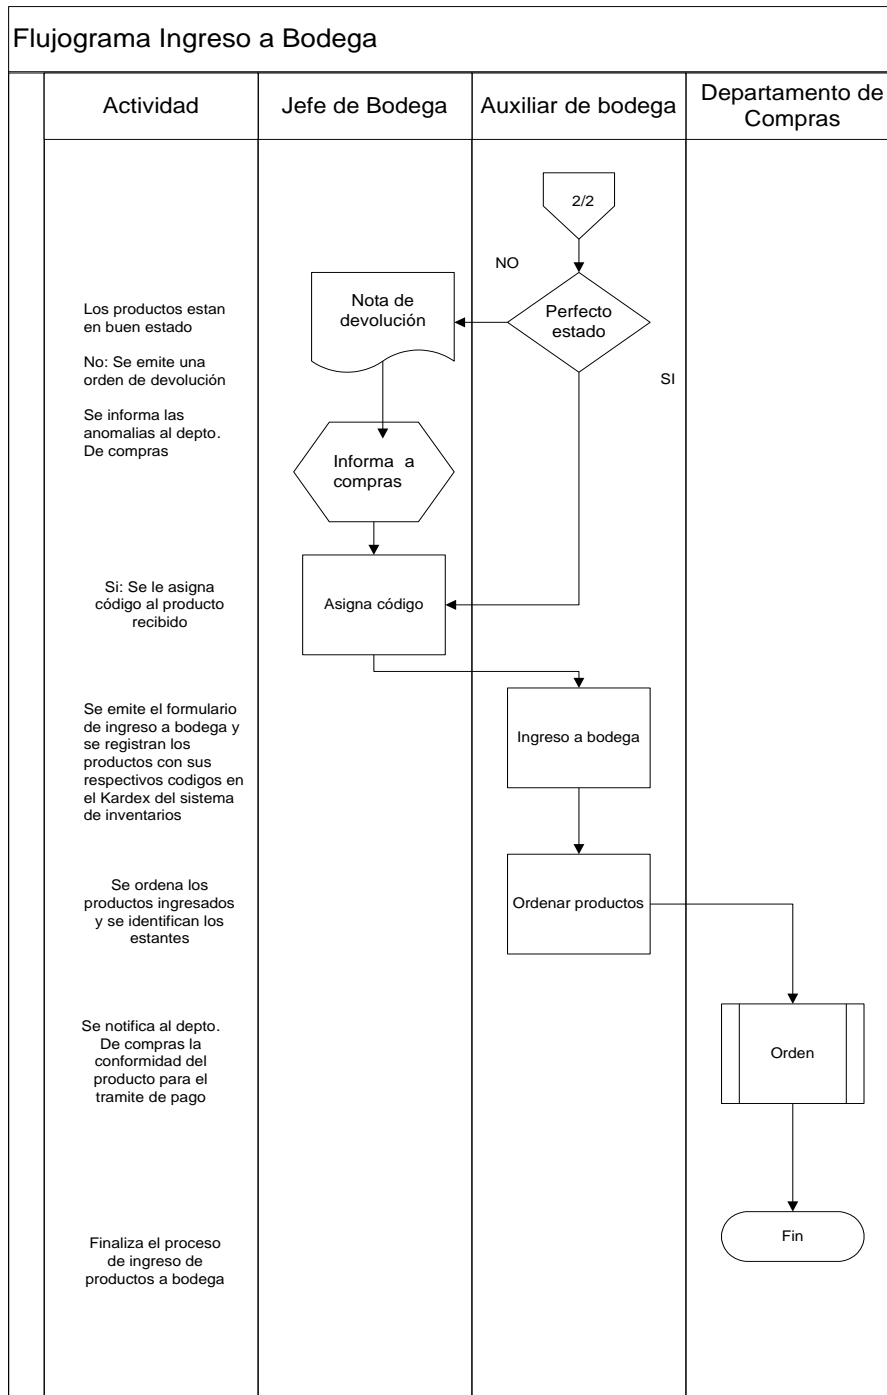 Flujograma Ingreso a Bodega
Actividad
Jefe de Bodega
Auxiliar de bodega
Departamento de
Compras
2/2
NO
Nota de
devolución
Perfecto
estado
SI
Los productos estan
en buen estado
No: Se emite una
orden de devolución
Se informa las
anomalias al depto.
De compras
Informa a
compras
Si: Se le asigna
código al producto
recibido
Asigna código
Se emite el formulario
de ingreso a bodega y
se registran los
productos con sus
respectivos codigos en
el Kardex del sistema
de inventarios
Ingreso a bodega
Se ordena los
productos ingresados
y se identifican los
estantes
Ordenar productos
Se notifica al depto.
De compras la
conformidad del
producto para el
tramite de pago
Orden
Finaliza el proceso
de ingreso de
productos a bodega
Fin